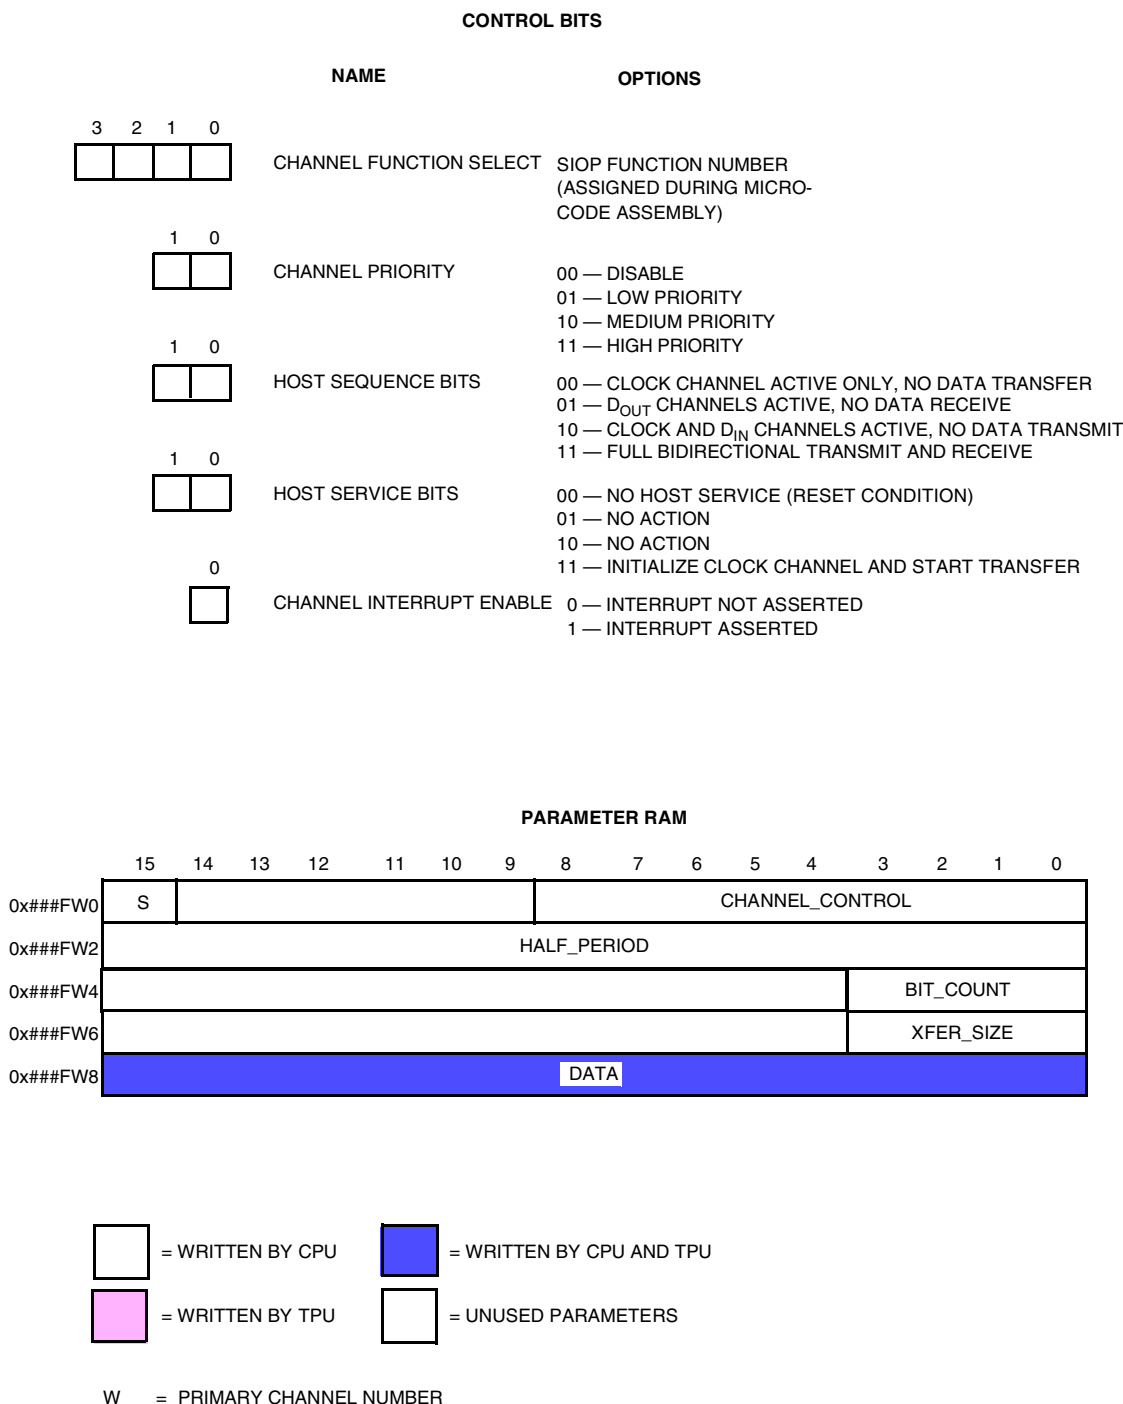 CONTROL BITS
NAME OPTIONS
3 2 1 0
CHANNEL FUNCTION SELECT SIOP FUNCTION NUMBER
(ASSIGNED DURING MICRO-
CODE ASSEMBLY)
1 0
CHANNEL PRIORITY 00 — DISABLE
01 — LOW PRIORITY
10 — MEDIUM PRIORITY
11 — HIGH PRIORITY
1 0
HOST SEQUENCE BITS 00 — CLOCK CHANNEL ACTIVE ONLY, NO DATA TRANSFER
01 — DOUT CHANNELS ACTIVE, NO DATA RECEIVE
10 — CLOCK AND DIN CHANNELS ACTIVE, NO DATA TRANSMIT
11 — FULL BIDIRECTIONAL TRANSMIT AND RECEIVE
1 0
HOST SERVICE BITS 00 — NO HOST SERVICE (RESET CONDITION)
01 — NO ACTION
10 — NO ACTION
11 — INITIALIZE CLOCK CHANNEL AND START TRANSFER
0
CHANNEL INTERRUPT ENABLE 0 — INTERRUPT NOT ASSERTED
1 — INTERRUPT ASSERTED
PARAMETER RAM
15 14 13 12 11 10 9 8 7 6 5 4 3 2 1 0
0x###FW0 S CHANNEL_CONTROL
0x###FW2 HALF_PERIOD
0x###FW4 BIT_COUNT
0x###FW6 XFER_SIZE
0x###FW8 DATA
= WRITTEN BY CPU = WRITTEN BY CPU AND TPU
= WRITTEN BY TPU = UNUSED PARAMETERS
W = PRIMARY CHANNEL NUMBER